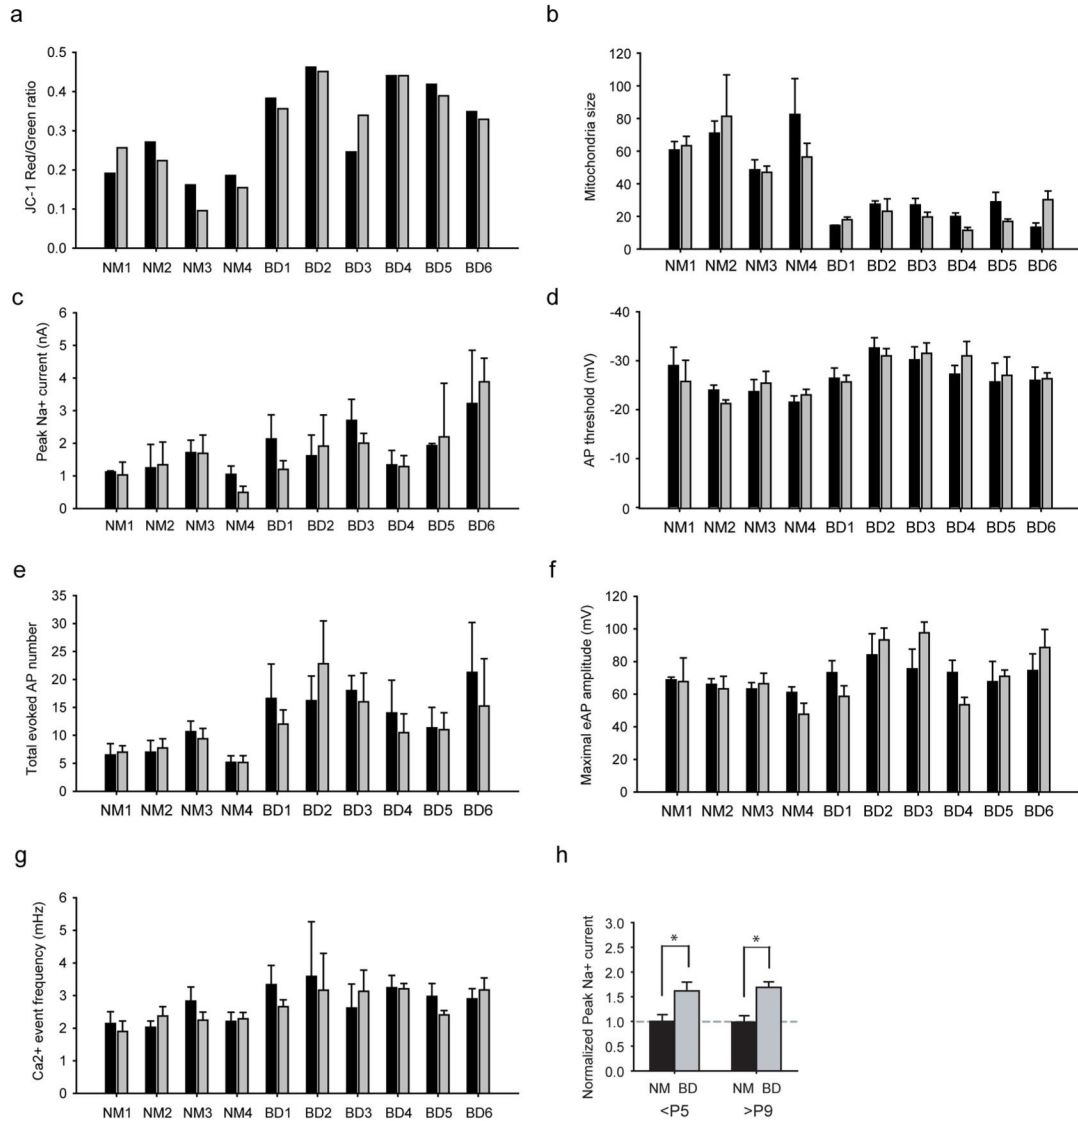 a
JC-1 Red/Green ratio
0.5
0.4
0.3
0.2
0.1
0.0
NM1 NM2 NM3 NM4 BD1 BD2 BD3 BD4 BD5 BD6
b
Mitochondria size
120
100
80
60
40
20
0
NM1 NM2 NM3 NM4 BD1 BD2 BD3 BD4 BD5 BD6
c
Peak Na+ current (nA)
6
5
4
3
2
1
0
NM1 NM2 NM3 NM4 BD1 BD2 BD3 BD4 BD5 BD6
d
AP threshold (mV)
-40
-30
-20
-10
0
NM1 NM2 NM3 NM4 BD1 BD2 BD3 BD4 BD5 BD6
e
Total evoked AP number
35
30
25
20
15
10
5
0
NM1 NM2 NM3 NM4 BD1 BD2 BD3 BD4 BD5 BD6
f
Maximal eAP amplitude (mV)
120
100
80
60
40
20
0
NM1 NM2 NM3 NM4 BD1 BD2 BD3 BD4 BD5 BD6
g
Ca2+ event frequency (mHz)
6
5
4
3
2
1
0
NM1 NM2 NM3 NM4 BD1 BD2 BD3 BD4 BD5 BD6
h
Normalized Peak Na+ current
3.0
2.5
2.0
1.5
1.0
0.5
0.0
* *
NM BD NM BD
<P5 >P9